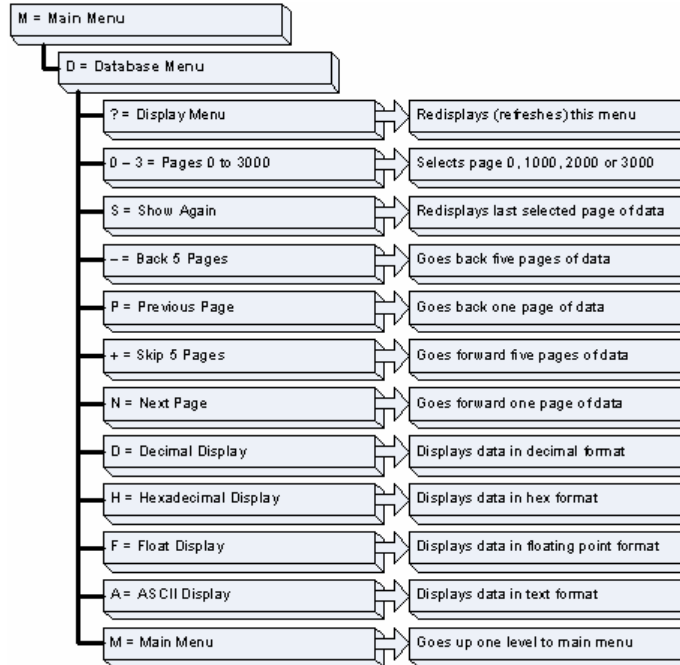 M = Main Menu
D = Database Menu
? = Display Menu
Redisplays (refreshes) this menu
0 – 3 = Pages 0 to 3000
Selects page 0, 1000, 2000 or 3000
S = Show Again
Redisplays last selected page of data
– = Back 5 Pages
Goes back five pages of data
P = Previous Page
Goes back one page of data
+ = Skip 5 Pages
Goes forward five pages of data
N = Next Page
Goes forward one page of data
D = Decimal Display
Displays data in decimal format
H = Hexadecimal Display
Displays data in hex format
F = Float Display
Displays data in floating point format
A = ASCII Display
Displays data in text format
M = Main Menu
Goes up one level to main menu